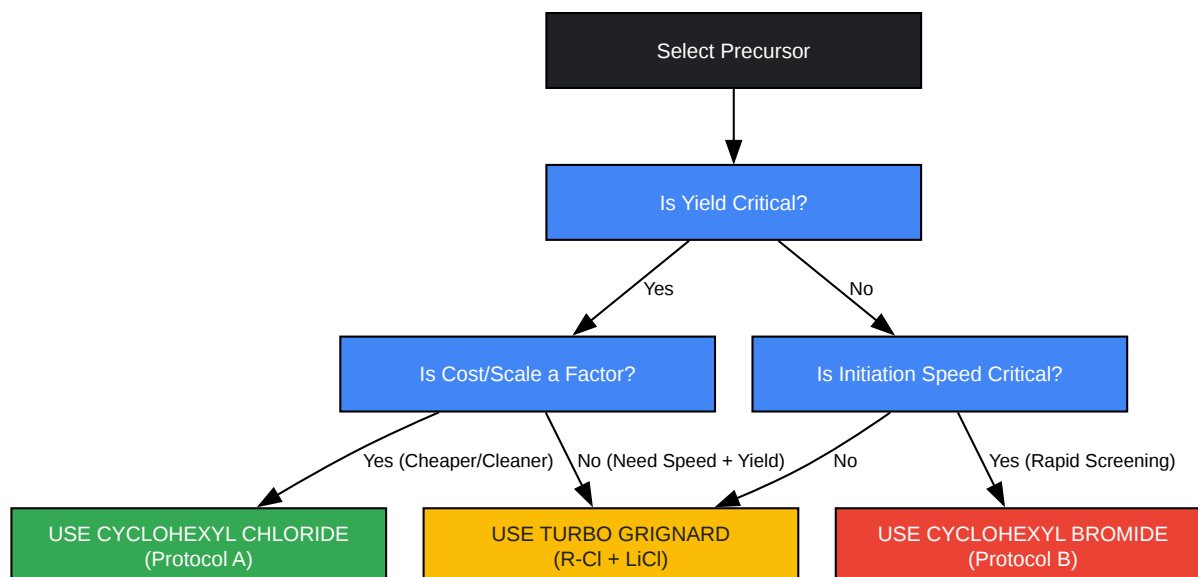 Select Precursor
Is Yield Critical?
Yes
No
Is Cost/Scale a Factor?
Is Initiation Speed Critical?
Yes (Cheaper/Cleaner)
No (Need Speed + Yield)
No
Yes (Rapid Screening)
USE CYCLOHEXYL CHLORIDE
(Protocol A)
USE TURBO GRIGNARD
(R-Cl + LiCl)
USE CYCLOHEXYL BROMIDE
(Protocol B)